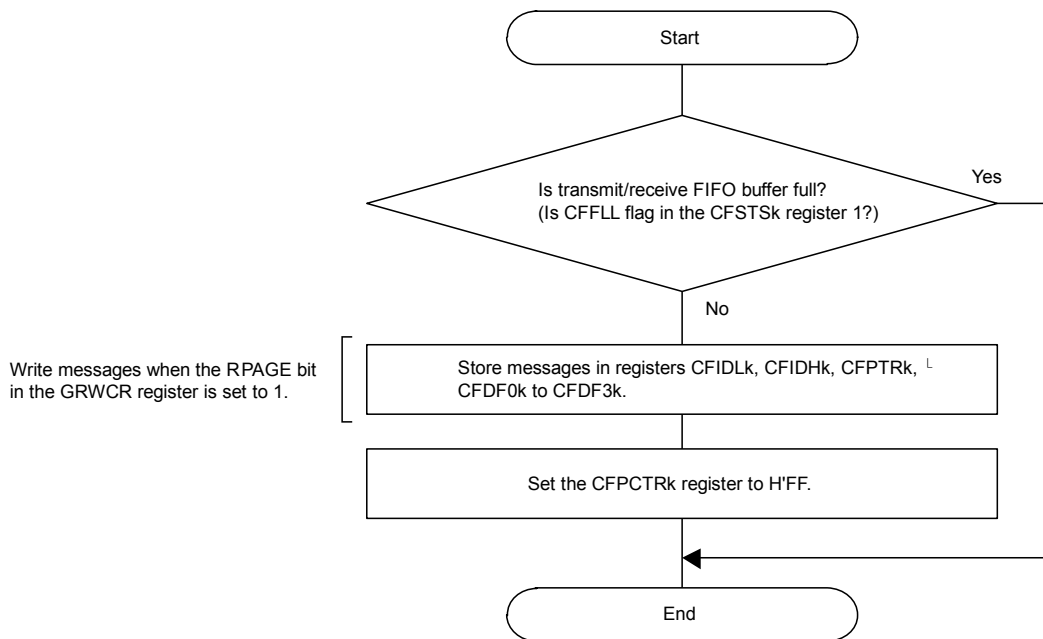 Start
Is transmit/receive FIFO buffer full?
(Is CFFLL flag in the CFSTSk register 1?)
Yes
No
Write messages when the RPAGE bit
in the GRWCR register is set to 1.
Store messages in registers CFIDLk, CFIDHk, CFPTRk, └
CFDF0k to CFDF3k.
Set the CFPCTRk register to H'FF.
End